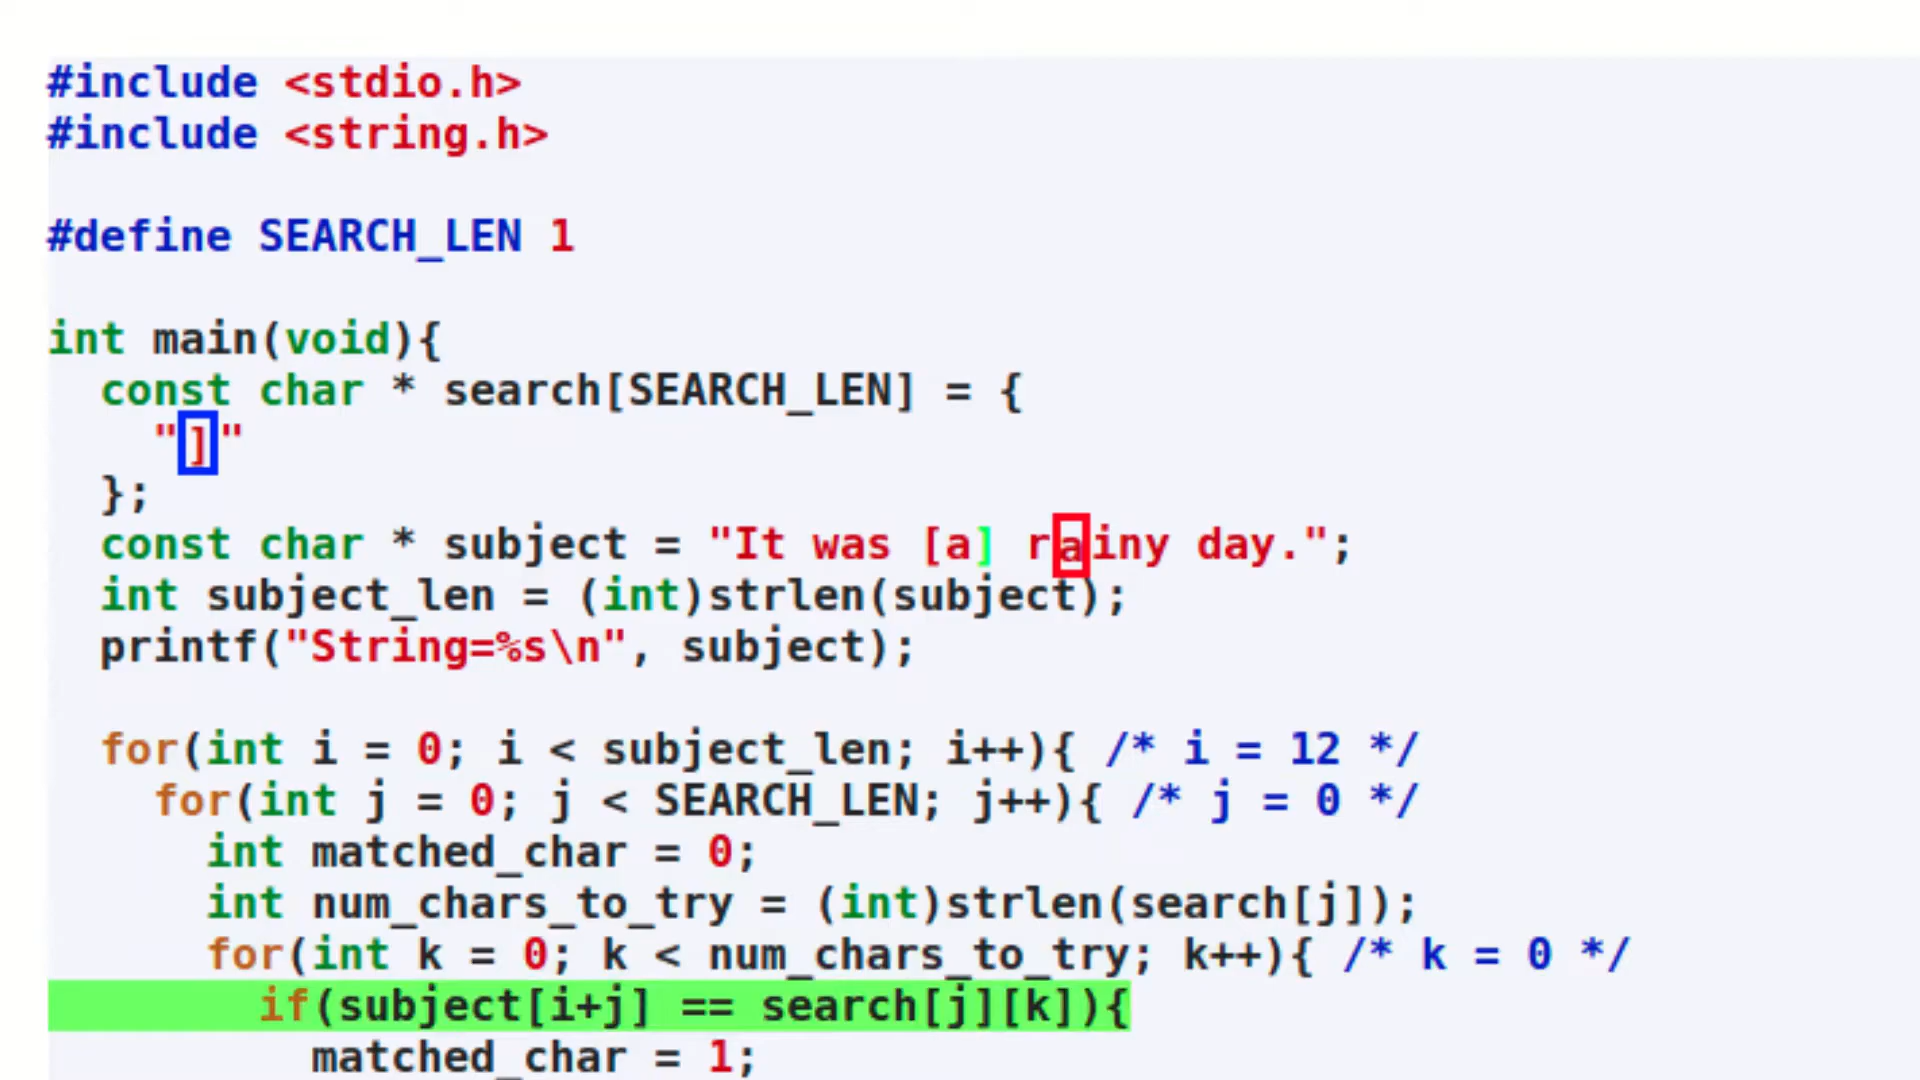 #include <stdio.h>
#include <string.h>
#define SEARCH_LEN 1
int main(void){
const char * search[SEARCH_LEN] = {
"]"
};
const char * subject = "It was [a] rainy day.";
int subject_len = (int)strlen(subject);
printf("String=%s\n", subject);
for(int i = 0; i < subject_len; i++){ /* i = 12 */
for(int j = 0; j < SEARCH_LEN; j++){ /* j = 0 */
int matched_char = 0;
int num_chars_to_try = (int)strlen(search[j]);
for(int k = 0; k < num_chars_to_try; k++){ /* k = 0 */
if(subject[i+j] == search[j][k]){
matched_char = 1;